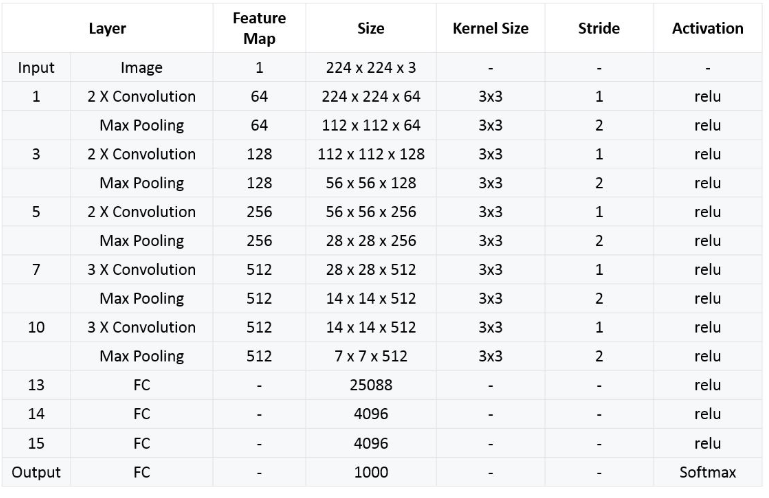 Layer Feature Map Size Kernel Size Stride Activation
Input Image 1 224 x 224 x 3 - - -
1 2 X Convolution 64 224 x 224 x 64 3x3 1 relu
Max Pooling 64 112 x 112 x 64 3x3 2 relu
3 2 X Convolution 128 112 x 112 x 128 3x3 1 relu
Max Pooling 128 56 x 56 x 128 3x3 2 relu
5 2 X Convolution 256 56 x 56 x 256 3x3 1 relu
Max Pooling 256 28 x 28 x 256 3x3 2 relu
7 3 X Convolution 512 28 x 28 x 512 3x3 1 relu
Max Pooling 512 14 x 14 x 512 3x3 2 relu
10 3 X Convolution 512 14 x 14 x 512 3x3 1 relu
Max Pooling 512 7 x 7 x 512 3x3 2 relu
13 FC - 25088 - - relu
14 FC - 4096 - - relu
15 FC - 4096 - - relu
Output FC - 1000 - - Softmax